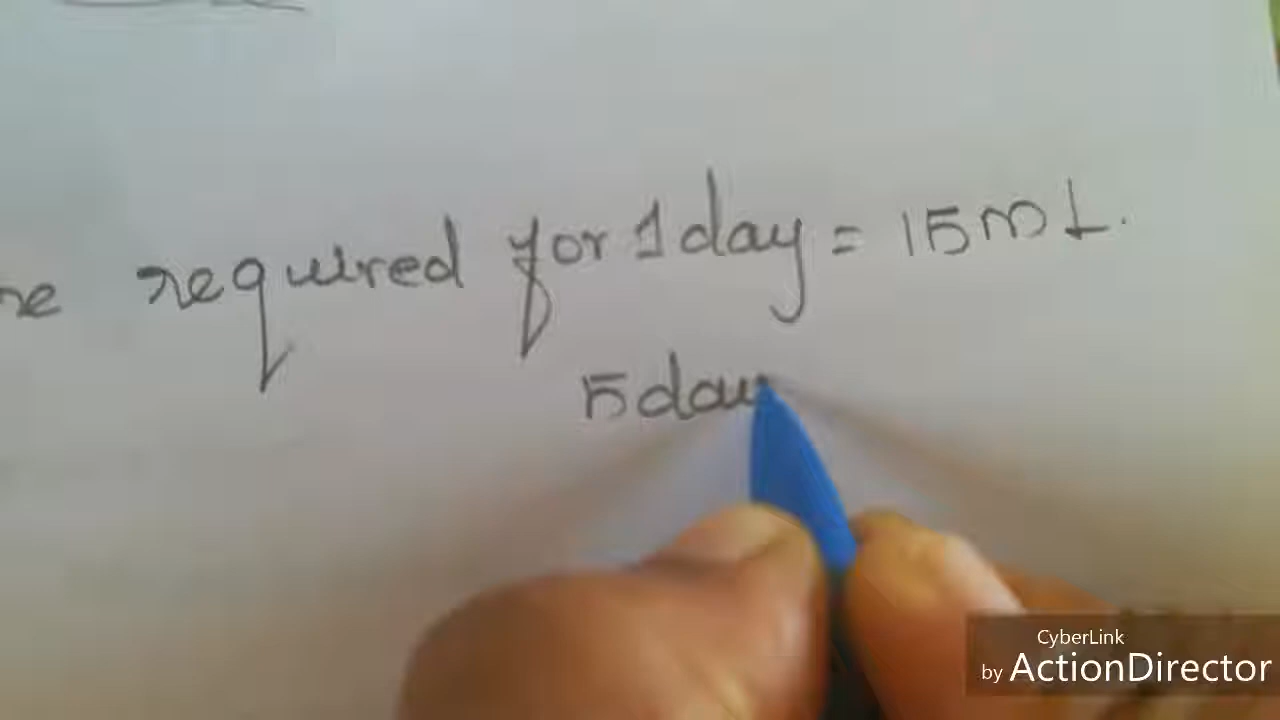 ne required for 1 day = 15 mL.
5 day
CyberLink
by ActionDirector